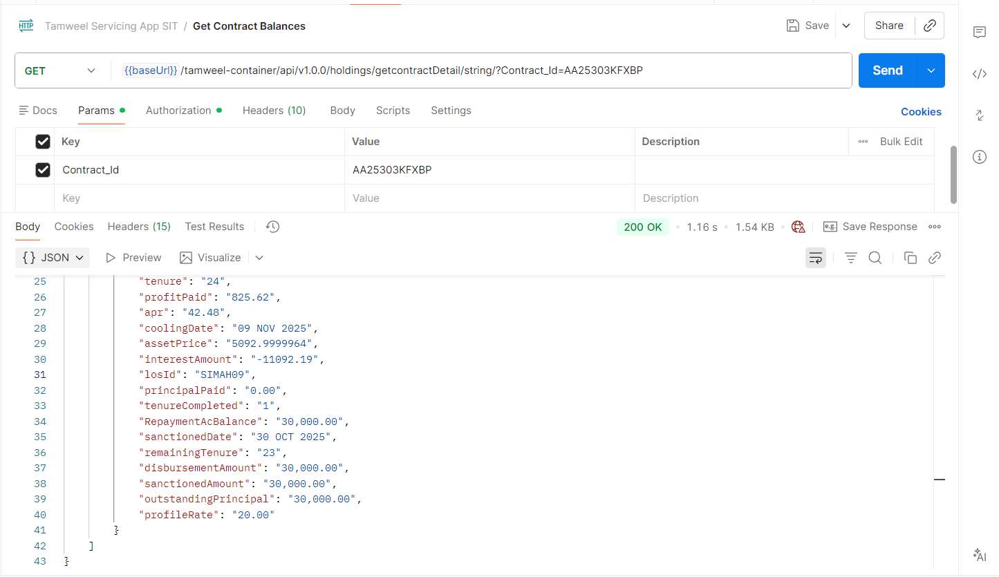 HTTP Tamweel Servicing App SIT / Get Contract Balances Save Share
GET {{baseUrl}}/tamweel-container/api/v1.0.0/holdings/getcontractDetail/string/?Contract_Id=AA25303KFXBP Send
Docs Params Authorization Headers (10) Body Scripts Settings Cookies
Key Value Description Bulk Edit
Contract_Id AA25303KFXBP
Key Value Description
Body Cookies Headers (15) Test Results 200 OK 1.16 s 1.54 KB e.g. Save Response
{} JSON Preview Visualize
25 "tenure": "24",
26 "profitPaid": "825.62",
27 "apr": "42.48",
28 "coolingDate": "09 NOV 2025",
29 "assetPrice": "5092.9999964",
30 "interestAmount": "-11092.19",
31 "losId": "SIMAH09",
32 "principalPaid": "0.00",
33 "tenureCompleted": "1",
34 "RepaymentAcBalance": "30,000.00",
35 "sanctionedDate": "30 OCT 2025",
36 "remainingTenure": "23",
37 "disbursementAmount": "30,000.00",
38 "sanctionedAmount": "30,000.00",
39 "outstandingPrincipal": "30,000.00",
40 "profileRate": "20.00"
41 }
42 ]
43 }
AI